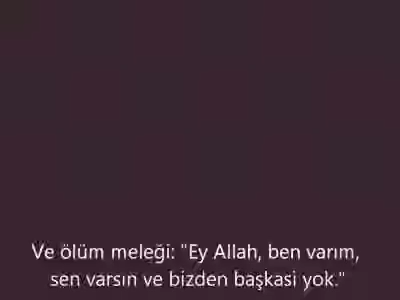 Ve ölüm meleği: "Ey Allah, ben varım,
sen varsın ve bizden başkasi yok."